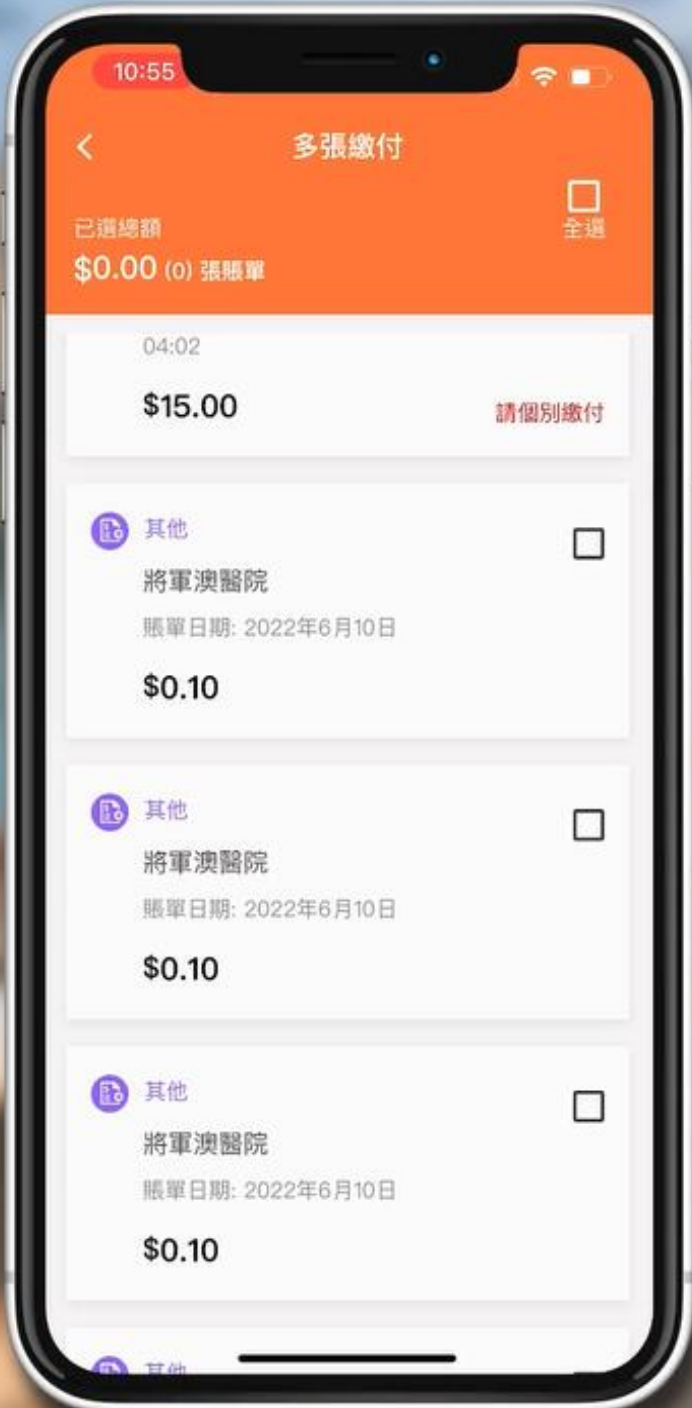 10:55
多張繳付
全選
已選總額
$0.00 (0) 張賬單
04:02
$15.00
請個別繳付
其他
將軍澳醫院
賬單日期: 2022年6月10日
$0.10
其他
將軍澳醫院
賬單日期: 2022年6月10日
$0.10
其他
將軍澳醫院
賬單日期: 2022年6月10日
$0.10
其他